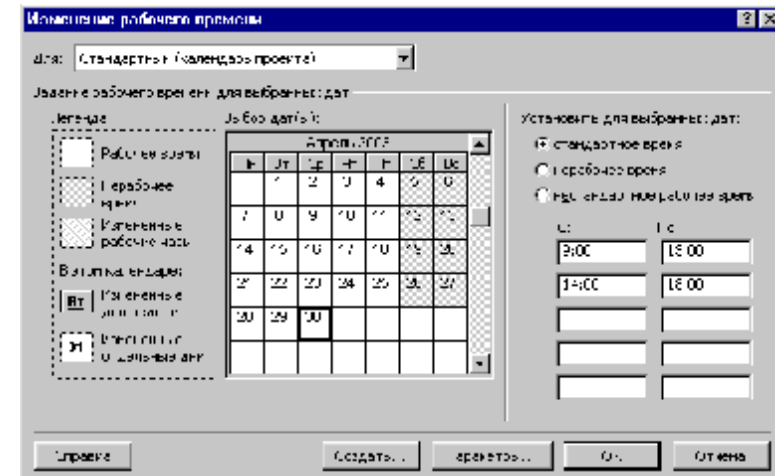 Изменение рабочего времени
Для: Стандартный (календарь проекта)
Задание рабочего времени для выбранных дат
Легенда:
Рабочее время
Нерабочее
время
Измененные
рабочие часы
В этом календаре:
Вт Измененные
дни недели
31 Измененные
отдельные дни
Выбор дат(ы):
Апрель 2003
Пн Вт Ср Чт Пт Сб Вс
1 2 3 4 5 6
7 8 9 10 11 12 13
14 15 16 17 18 19 20
21 22 23 24 25 26 27
28 29 30
Установить для выбранных дат:
стандартное время
нерабочее время
нестандартное рабочее время
С: По:
9:00 13:00
14:00 18:00
Справка Создать... Параметры... ОК Отмена